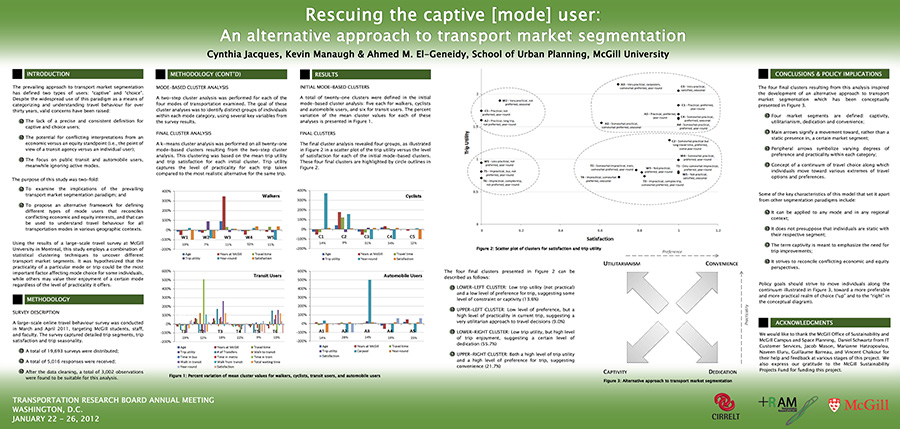 Rescuing the captive [mode] user:
An alternative approach to transport market segmentation
Cynthia Jacques, Kevin Manaugh & Ahmed M. El-Geneidy, School of Urban Planning, McGill University
INTRODUCTION
The prevailing approach to transport market segmentation
has defined two types of users: "captive" and "choice".
Despite the widespread use of this paradigm as a means of
categorizing and understanding travel behaviour for over
thirty years, valid concerns have been raised:
The lack of a precise and consistent definition for
captive and choice users;
The potential for conflicting interpretations from an
economic versus an equity standpoint (i.e., the point of
view of a transit agency versus an individual user);
The focus on public transit and automobile users,
meanwhile ignoring active modes.
The purpose of this study was two-fold:
To examine the implications of the prevailing
transport market segmentation paradigm; and
To propose an alternative framework for defining
different types of mode users that reconciles
conflicting economic and equity interests, and that can
be used to understand travel behaviour for all
transportation modes in various geographic contexts.
Using the results of a large-scale travel survey at McGill
University in Montreal, this study employs a combination of
statistical clustering techniques to uncover different
transport market segments. It was hypothesized that the
practicality of a particular mode or trip could be the most
important factor affecting mode choice for some individuals,
while others may value their enjoyment of a certain mode
regardless of the level of practicality it offers.
METHODOLOGY
SURVEY DESCRIPTION
A large-scale online travel behaviour survey was conducted
in March and April 2011, targeting McGill students, staff,
and faculty. The survey captured detailed trip segments, trip
satisfaction and trip seasonality.
A total of 19,693 surveys were distributed;
A total of 5,016 responses were received;
After the data cleaning, a total of 3,002 observations
were found to be suitable for this analysis.
METHODOLOGY (CONT'D)
MODE-BASED CLUSTER ANALYSIS
A two-step cluster analysis was performed for each of the
four modes of transportation examined. The goal of these
cluster analyses was to identify distinct groups of individuals
within each mode category, using several key variables from
the survey results.
FINAL CLUSTER ANALYSIS
A k-means cluster analysis was performed on all twenty-one
mode-based clusters resulting from the two-step cluster
analysis. This clustering was based on the mean trip utility
and trip satisfaction for each initial cluster. Trip utility
captures the level of practicality for each trip taken
compared to the most realistic alternative for the same trip.
RESULTS
INITIAL MODE-BASED CLUSTERS
A total of twenty-one clusters were defined in the initial
mode-based cluster analysis: five each for walkers, cyclists
and automobile users, and six for transit users. The percent
variation of the mean cluster values for each of these
analyses is presented in Figure 1.
FINAL CLUSTERS
The final cluster analysis revealed four groups, as illustrated
in Figure 2 as a scatter plot of the trip utility versus the level
of satisfaction for each of the initial mode-based clusters.
These four final clusters are highlighted by circle outlines in
Figure 2.
Walkers
Cyclists
Transit Users
Automobile Users
Figure 1: Percent variation of mean cluster values for walkers, cyclists, transit users, and automobile users
Trip Utility
Satisfaction
Figure 2: Scatter plot of clusters for satisfaction and trip utility
The four final clusters presented in Figure 2 can be
described as follows:
LOWER-LEFT CLUSTER: Low trip utility (not practical)
and a low level of preference for trip, suggesting some
level of constraint or captivity (13.6%)
UPPER-LEFT CLUSTER: Low level of preference, but a
high level of practicality in current trip, suggesting a
very utilitarian approach to travel decisions (9.0%)
LOWER-RIGHT CLUSTER: Low trip utility, but high level
of trip enjoyment, suggesting a certain level of
dedication (55.7%)
UPPER-RIGHT CLUSTER: Both a high level of trip utility
and a high level of preference for trip, suggesting
convenience (21.7%)
Preference
UTILITARIANISM
CONVENIENCE
Practicality
CAPTIVITY
DEDICATION
Figure 3: Alternative approach to transport market segmentation
CONCLUSIONS & POLICY IMPLICATIONS
The four final clusters resulting from this analysis inspired
the development of an alternative approach to transport
market segmentation which has been conceptually
presented in Figure 3.
Four market segments are defined: captivity,
utilitarianism, dedication and convenience;
Main arrows signify a movement toward, rather than a
static presence in, a certain market segment;
Peripheral arrows symbolize varying degrees of
preference and practicality within each category;
Concept of a continuum of travel choice along which
individuals move toward various extremes of travel
options and preferences.
Some of the key characteristics of this model that set it apart
from other segmentation paradigms include:
It can be applied to any mode and in any regional
context;
It does not presuppose that individuals are static with
their respective segment;
The term captivity is meant to emphasize the need for
trip improvements;
It strives to reconcile conflicting economic and equity
perspectives.
Policy goals should strive to move individuals along the
continuum illustrated in Figure 3, toward a more preferable
and more practical realm of choice ("up" and to the "right" in
the conceptual diagram).
ACKNOWLEDGMENTS
We would like to thank the McGill Office of Sustainability and
McGill Campus and Space Planning, Daniel Schwartz from IT
Customer Services, Jacob Mason, Marianne Hatzopoulou,
Naveen Eluru, Guillaume Barreau, and Vincent Chakour for
their help and feedback at various stages of this project. We
also express our gratitude to the McGill Sustainability
Projects Fund for funding this project.
TRANSPORTATION RESEARCH BOARD ANNUAL MEETING
WASHINGTON, D.C.
JANUARY 22 - 26, 2012
CIRRELT
+TRAM
McGill